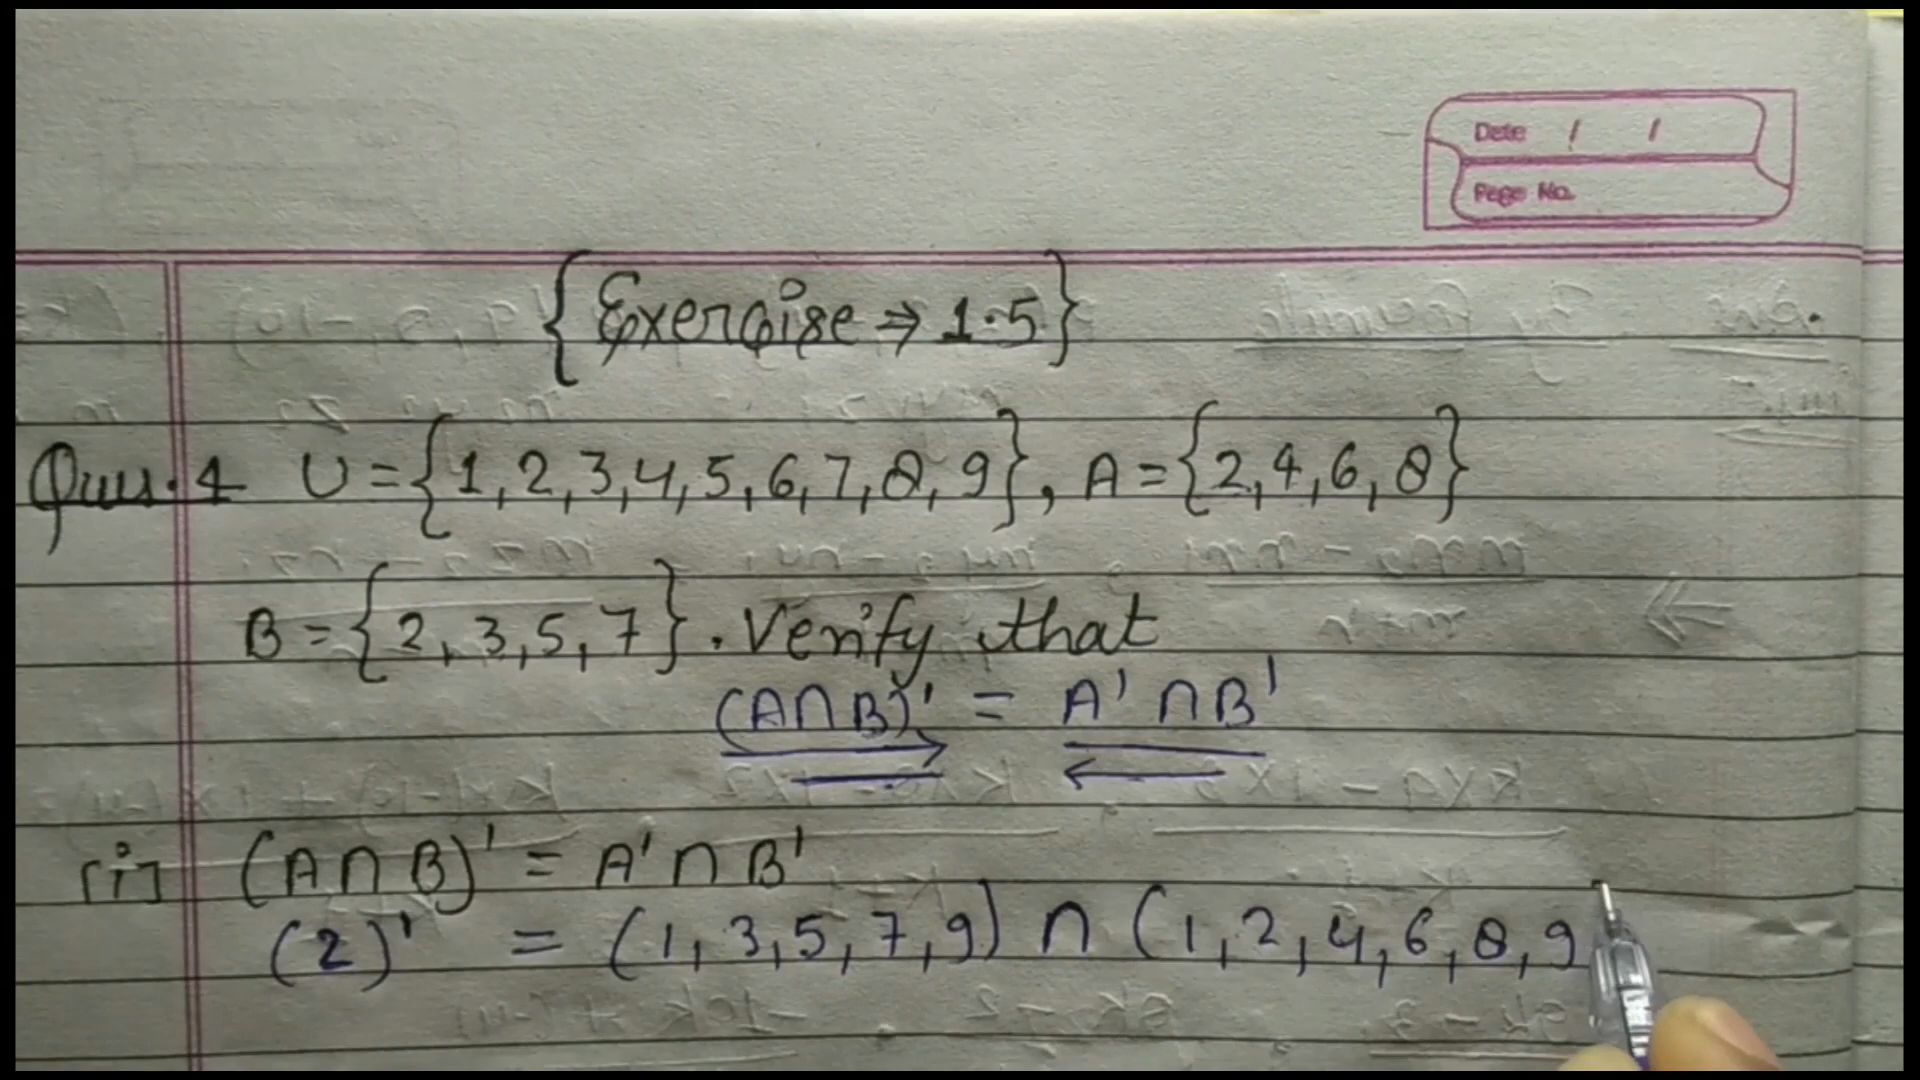 Date / /
Page No.
{Exercise ⇒ 1.5}
Ques.4 U = {1, 2, 3, 4, 5, 6, 7, 8, 9}, A = {2, 4, 6, 8}
B = {2, 3, 5, 7}. Verify that
(A∩B)' = A' ∩ B'
[i] (A∩B)' = A' ∩ B'
(2)' = (1, 3, 5, 7, 9) ∩ (1, 2, 4, 6, 8, 9